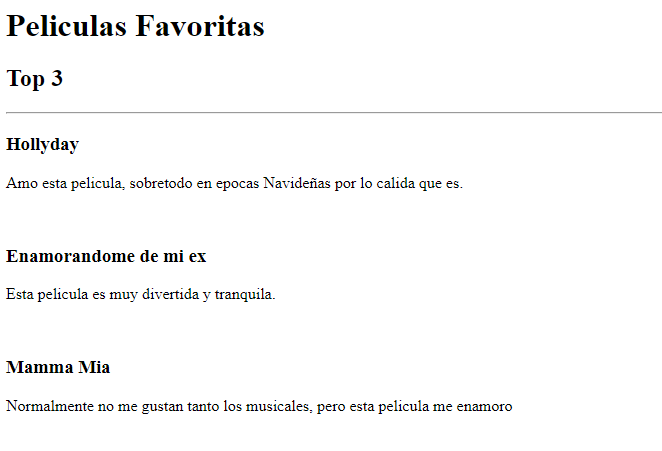 Peliculas Favoritas
Top 3
Hollyday
Amo esta pelicula, sobretodo en epocas Navideñas por lo calida que es.
Enamorandome de mi ex
Esta pelicula es muy divertida y tranquila.
Mamma Mia
Normalmente no me gustan tanto los musicales, pero esta pelicula me enamoro